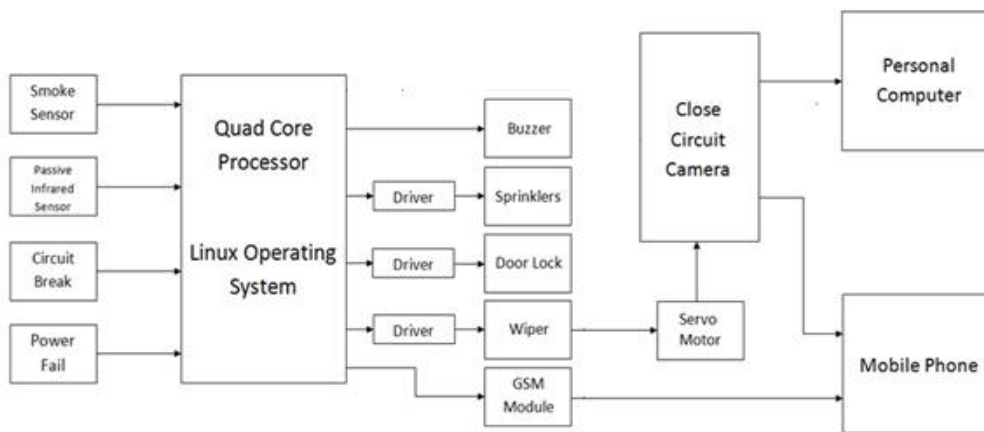 Smoke
Sensor
Passive
Infrared
Sensor
Circuit
Break
Power
Fail
Quad Core
Processor
Linux Operating
System
Buzzer
Driver
Sprinklers
Driver
Door Lock
Driver
Wiper
GSM
Module
Servo
Motor
Close
Circuit
Camera
Personal
Computer
Mobile Phone